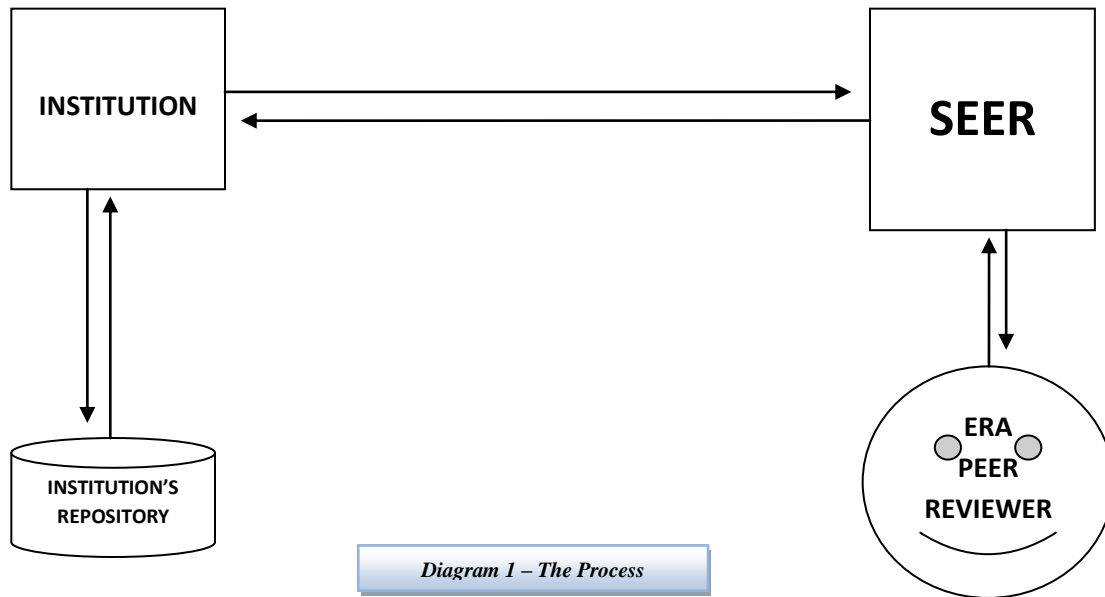 INSTITUTION
SEER
INSTITUTION’S
REPOSITORY
ERA
PEER
REVIEWER
Diagram 1 – The Process